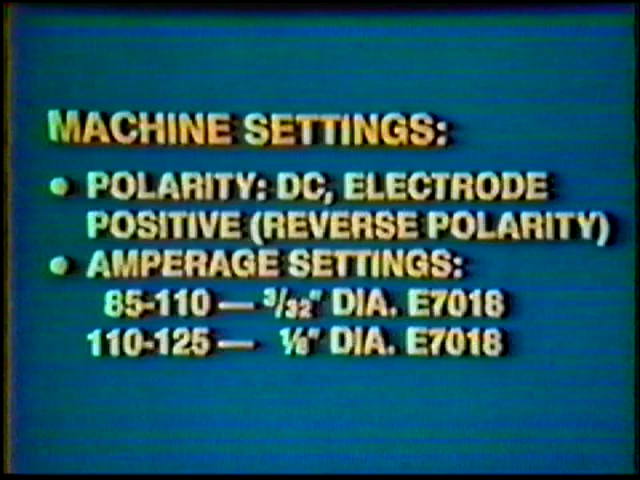 MACHINE SETTINGS:
• POLARITY: DC, ELECTRODE
POSITIVE (REVERSE POLARITY)
• AMPERAGE SETTINGS:
85-110 — 3/32" DIA. E7018
110-125 — 1/8" DIA. E7018